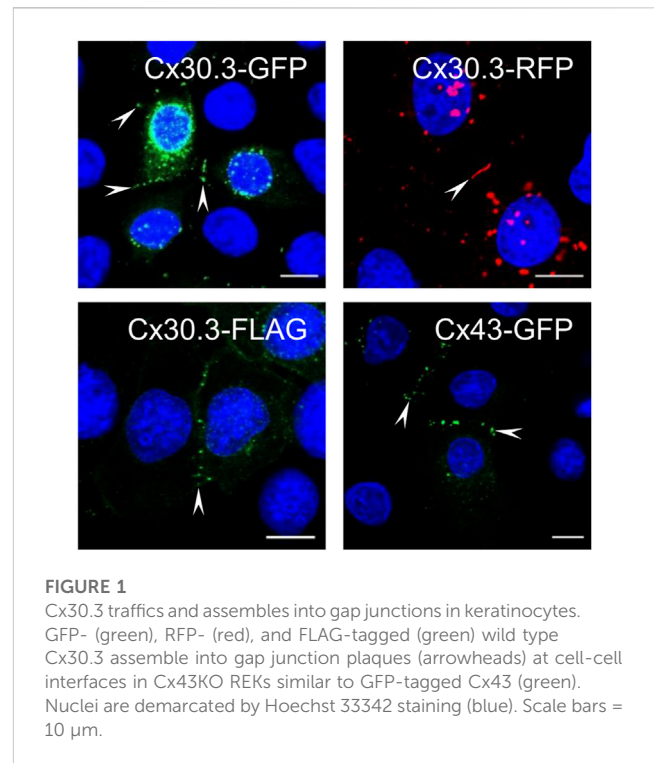 Cx30.3-GFP
Cx30.3-RFP
Cx30.3-FLAG
Cx43-GFP
FIGURE 1
Cx30.3 traffics and assembles into gap junctions in keratinocytes.
GFP- (green), RFP- (red), and FLAG-tagged (green) wild type
Cx30.3 assemble into gap junction plaques (arrowheads) at cell-cell
interfaces in Cx43KO REKs similar to GFP-tagged Cx43 (green).
Nuclei are demarcated by Hoechst 33342 staining (blue). Scale bars =
10 μm.